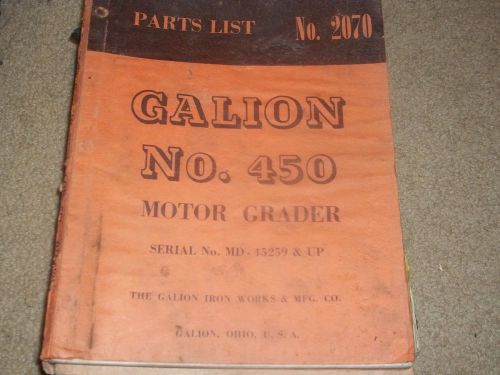 PARTS LIST No. 2070
GALION
No. 450
MOTOR GRADER
SERIAL No. MD-45259 & UP
THE GALION IRON WORKS & MFG. CO.
GALION, OHIO, U. S. A.